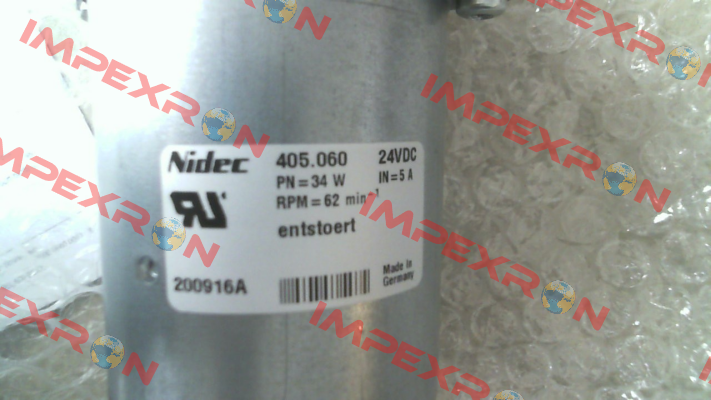 Nidec 405.060 24VDC
PN=34 W IN=5 A
RPM=62 min⁻¹
entstoert
200916A
Made in
Germany
IMPEXRON
IMPEXRON
IMPEXRON
IMPEXRON
IMPEXRON
IMPEXRON